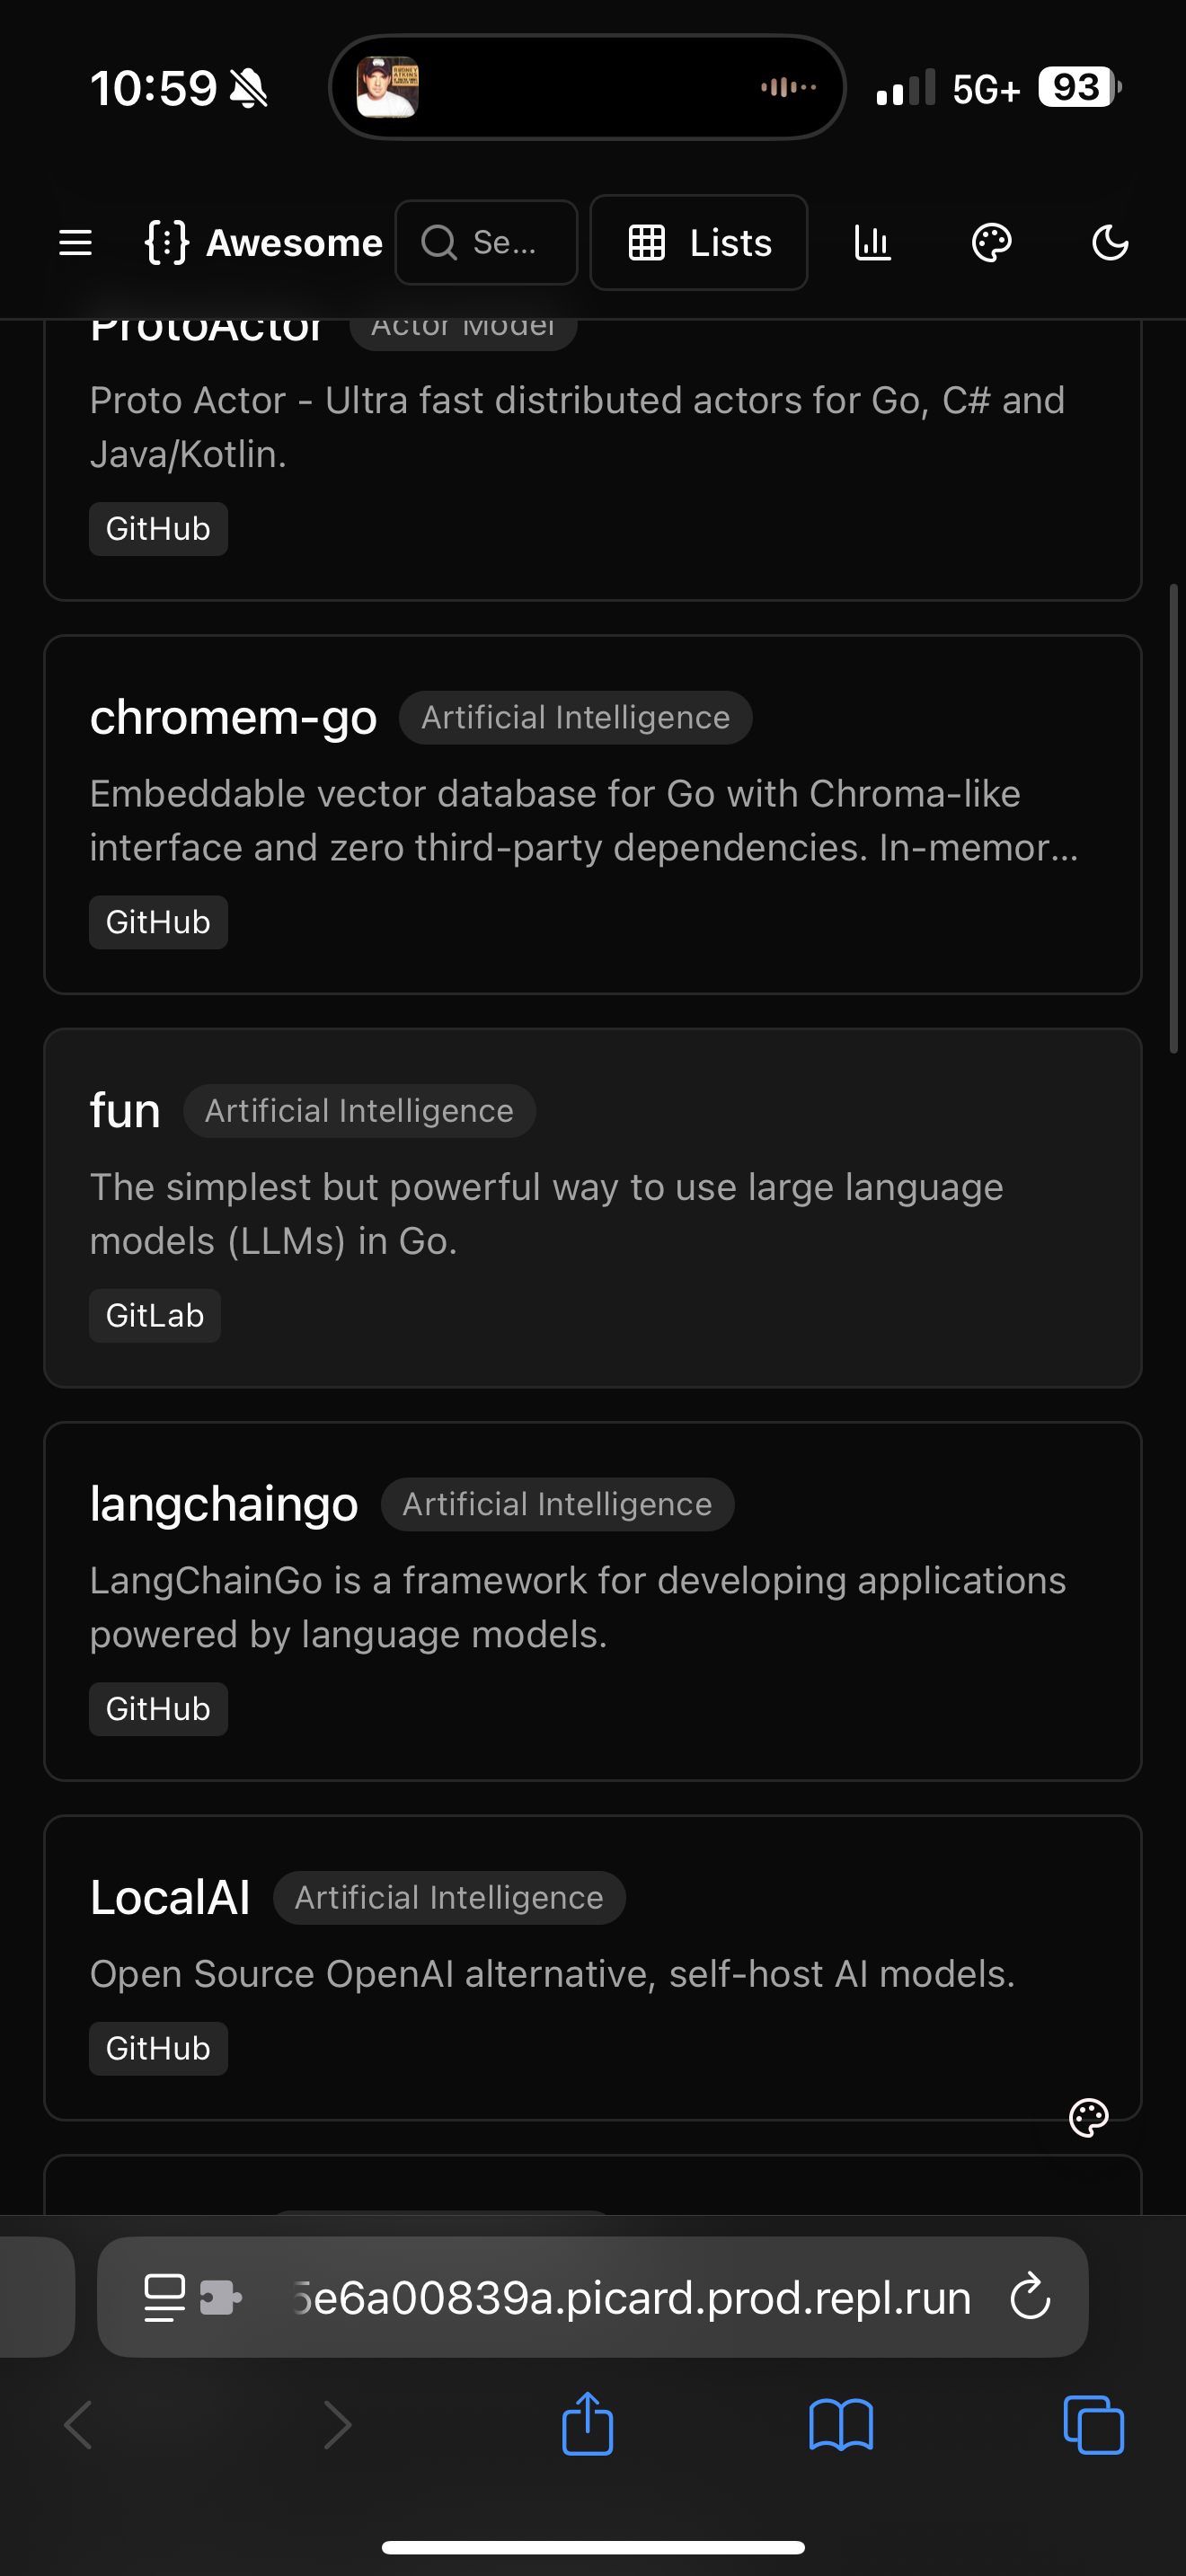 10:59
5G+
93
Awesome
Se...
Lists
ProtoActor
Actor Model
Proto Actor - Ultra fast distributed actors for Go, C# and
Java/Kotlin.
GitHub
chromem-go
Artificial Intelligence
Embeddable vector database for Go with Chroma-like
interface and zero third-party dependencies. In-memor...
GitHub
fun
Artificial Intelligence
The simplest but powerful way to use large language
models (LLMs) in Go.
GitLab
langchaingo
Artificial Intelligence
LangChainGo is a framework for developing applications
powered by language models.
GitHub
LocalAI
Artificial Intelligence
Open Source OpenAI alternative, self-host AI models.
GitHub
5e6a00839a.picard.prod.repl.run